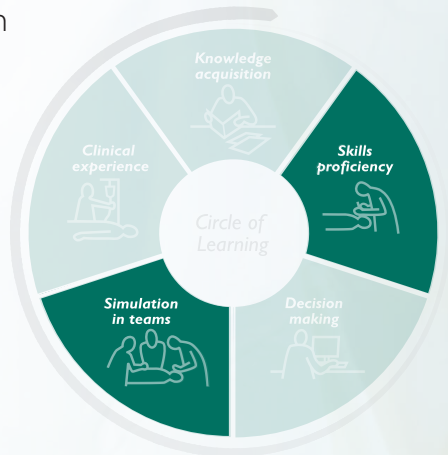 Knowledge
acquisition
Skills
proficiency
Clinical
experience
Circle of
Learning
Simulation
in teams
Decision
making